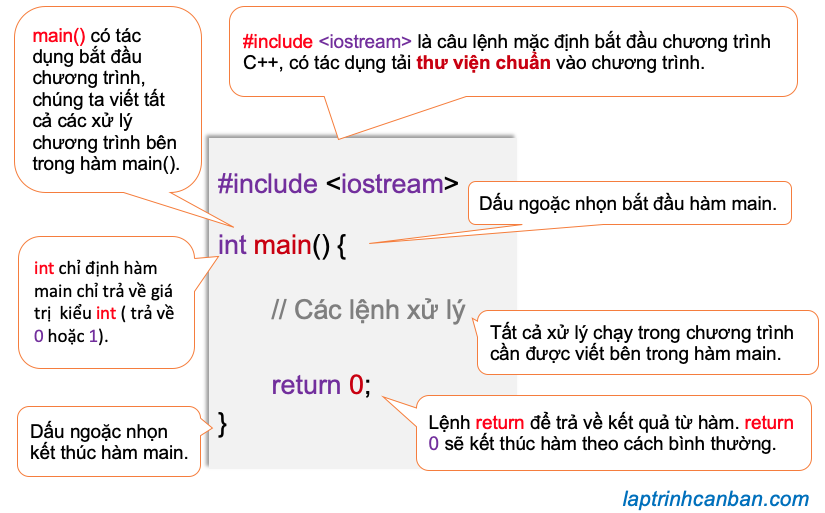 main() có tác
dụng bắt đầu
chương trình,
chúng ta viết tất
cả các xử lý
chương trình bên
trong hàm main().
#include <iostream> là câu lệnh mặc định bắt đầu chương trình
C++, có tác dụng tải thư viện chuẩn vào chương trình.
#include <iostream>
Dấu ngoặc nhọn bắt đầu hàm main.
int main() {
int chỉ định hàm
main chỉ trả về giá
trị kiểu int ( trả về
0 hoặc 1).
// Các lệnh xử lý
Tất cả xử lý chạy trong chương trình
cần được viết bên trong hàm main.
return 0;
Lệnh return để trả về kết quả từ hàm. return
0 sẽ kết thúc hàm theo cách bình thường.
}
Dấu ngoặc nhọn
kết thúc hàm main.
laptrinhcanban.com